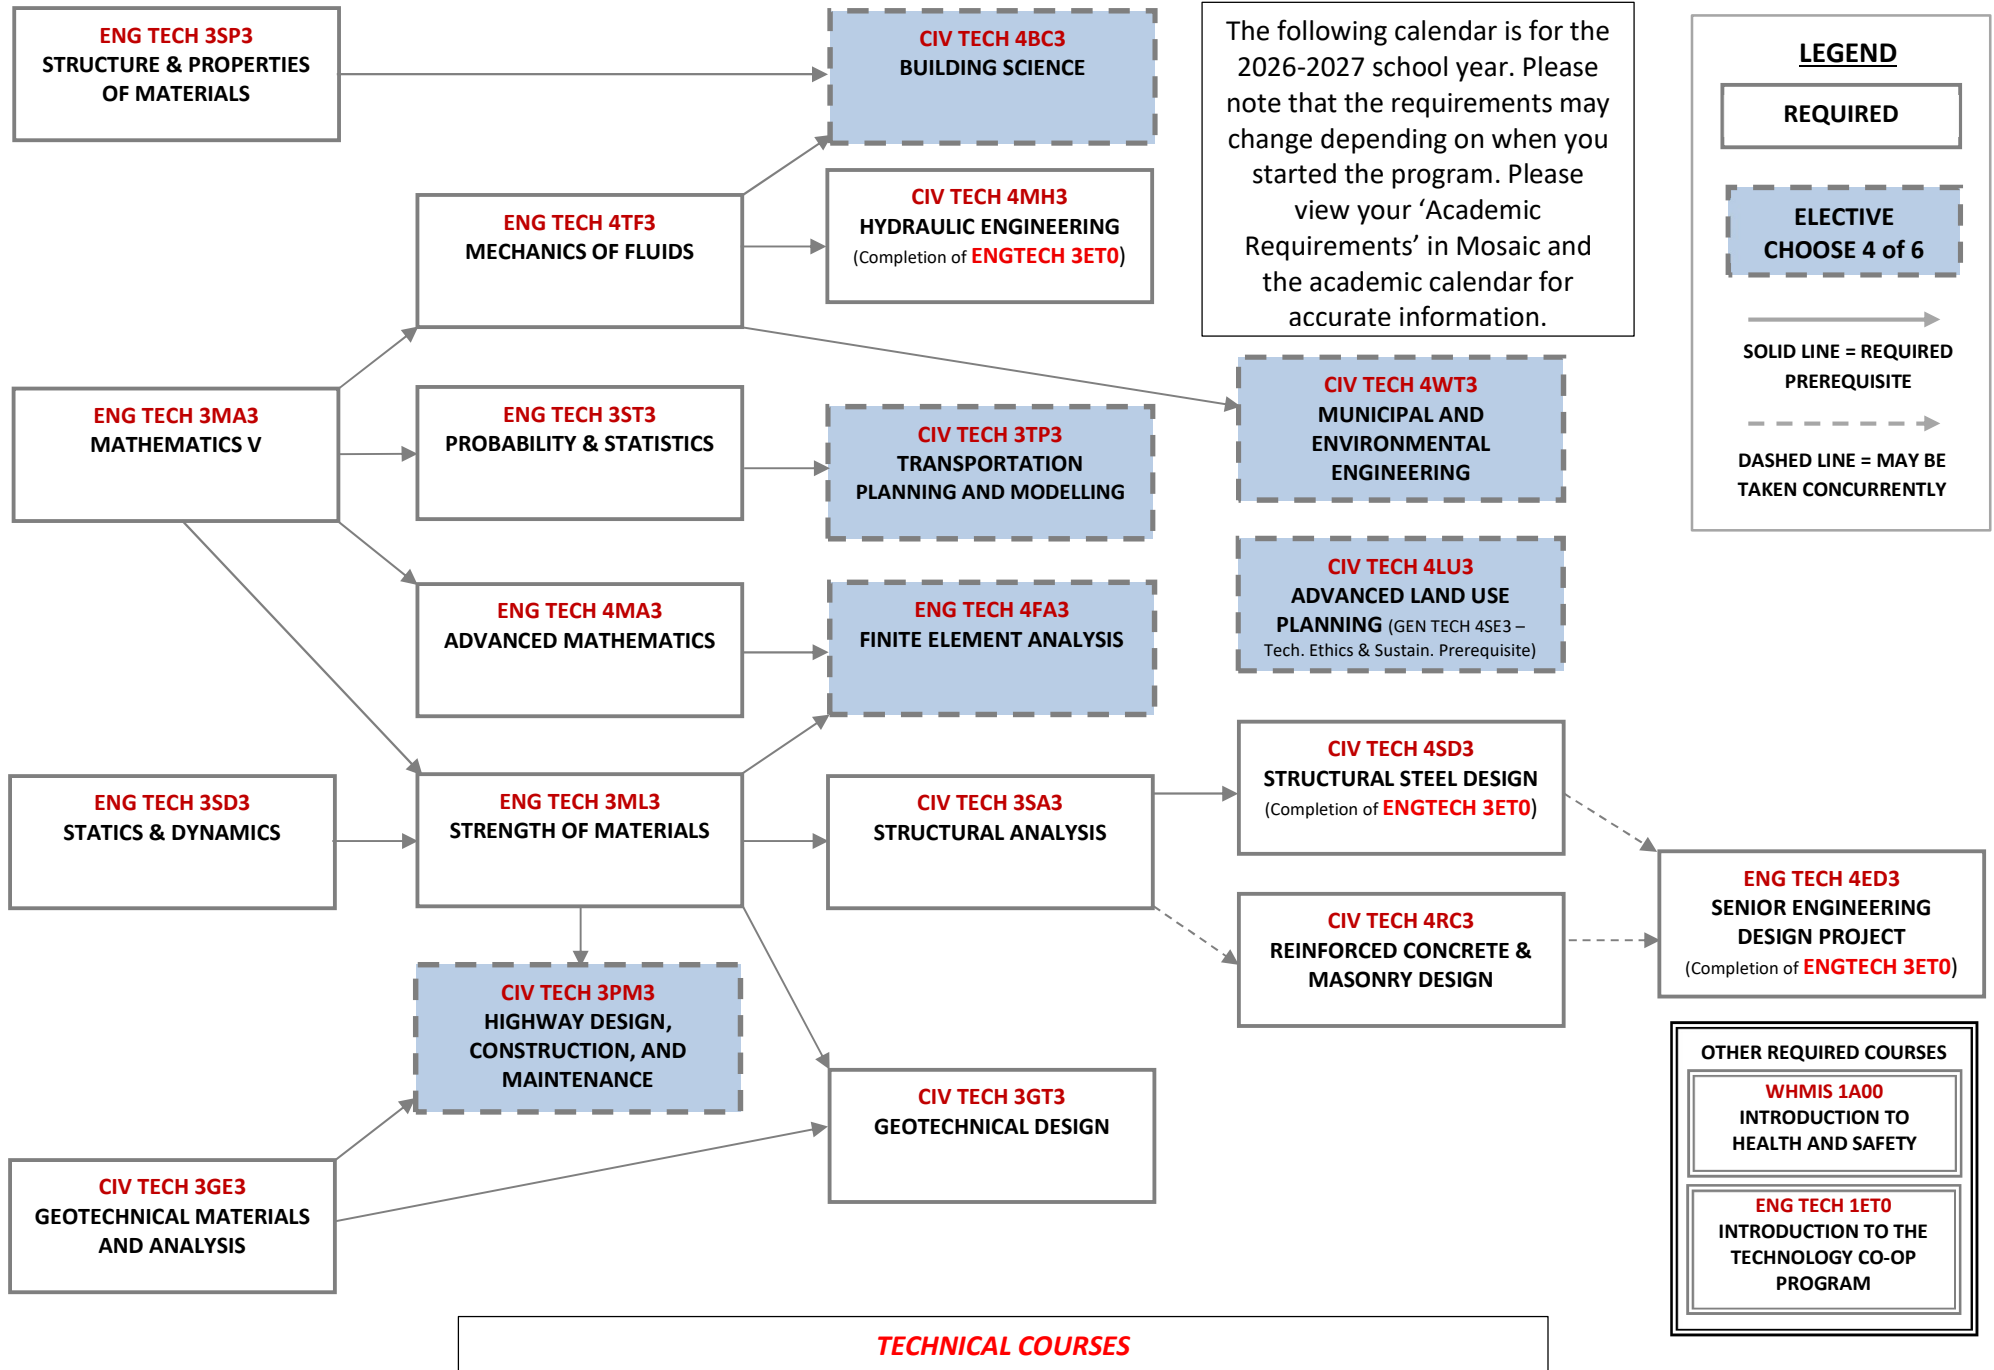 ENG TECH 3SP3
STRUCTURE & PROPERTIES
OF MATERIALS
CIV TECH 4BC3
BUILDING SCIENCE
The following calendar is for the
2026-2027 school year. Please
note that the requirements may
change depending on when you
started the program. Please
view your ‘Academic
Requirements’ in Mosaic and
the academic calendar for
accurate information.
LEGEND
REQUIRED
ELECTIVE
CHOOSE 4 of 6
SOLID LINE = REQUIRED
PREREQUISITE
DASHED LINE = MAY BE
TAKEN CONCURRENTLY
ENG TECH 4TF3
MECHANICS OF FLUIDS
CIV TECH 4MH3
HYDRAULIC ENGINEERING
(Completion of ENGTECH 3ET0)
ENG TECH 3MA3
MATHEMATICS V
ENG TECH 3ST3
PROBABILITY & STATISTICS
CIV TECH 3TP3
TRANSPORTATION
PLANNING AND MODELLING
CIV TECH 4WT3
MUNICIPAL AND
ENVIRONMENTAL
ENGINEERING
ENG TECH 4MA3
ADVANCED MATHEMATICS
ENG TECH 4FA3
FINITE ELEMENT ANALYSIS
CIV TECH 4LU3
ADVANCED LAND USE
PLANNING (GEN TECH 4SE3 –
Tech. Ethics & Sustain. Prerequisite)
ENG TECH 3SD3
STATICS & DYNAMICS
ENG TECH 3ML3
STRENGTH OF MATERIALS
CIV TECH 3SA3
STRUCTURAL ANALYSIS
CIV TECH 4SD3
STRUCTURAL STEEL DESIGN
(Completion of ENGTECH 3ET0)
CIV TECH 4RC3
REINFORCED CONCRETE &
MASONRY DESIGN
ENG TECH 4ED3
SENIOR ENGINEERING
DESIGN PROJECT
(Completion of ENGTECH 3ET0)
CIV TECH 3PM3
HIGHWAY DESIGN,
CONSTRUCTION, AND
MAINTENANCE
CIV TECH 3GT3
GEOTECHNICAL DESIGN
CIV TECH 3GE3
GEOTECHNICAL MATERIALS
AND ANALYSIS
OTHER REQUIRED COURSES
WHMIS 1A00
INTRODUCTION TO
HEALTH AND SAFETY
ENG TECH 1ET0
INTRODUCTION TO THE
TECHNOLOGY CO-OP
PROGRAM
TECHNICAL COURSES